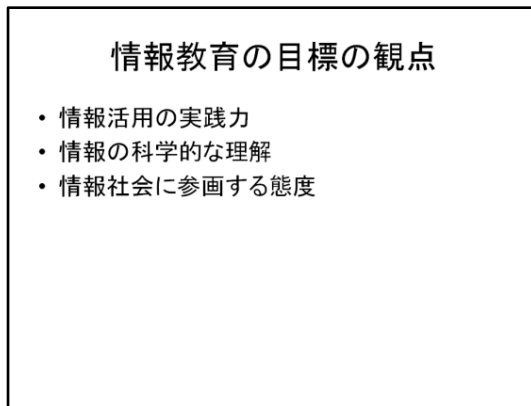 情報教育の目標の観点
• 情報活用の実践力
• 情報の科学的な理解
• 情報社会に参画する態度